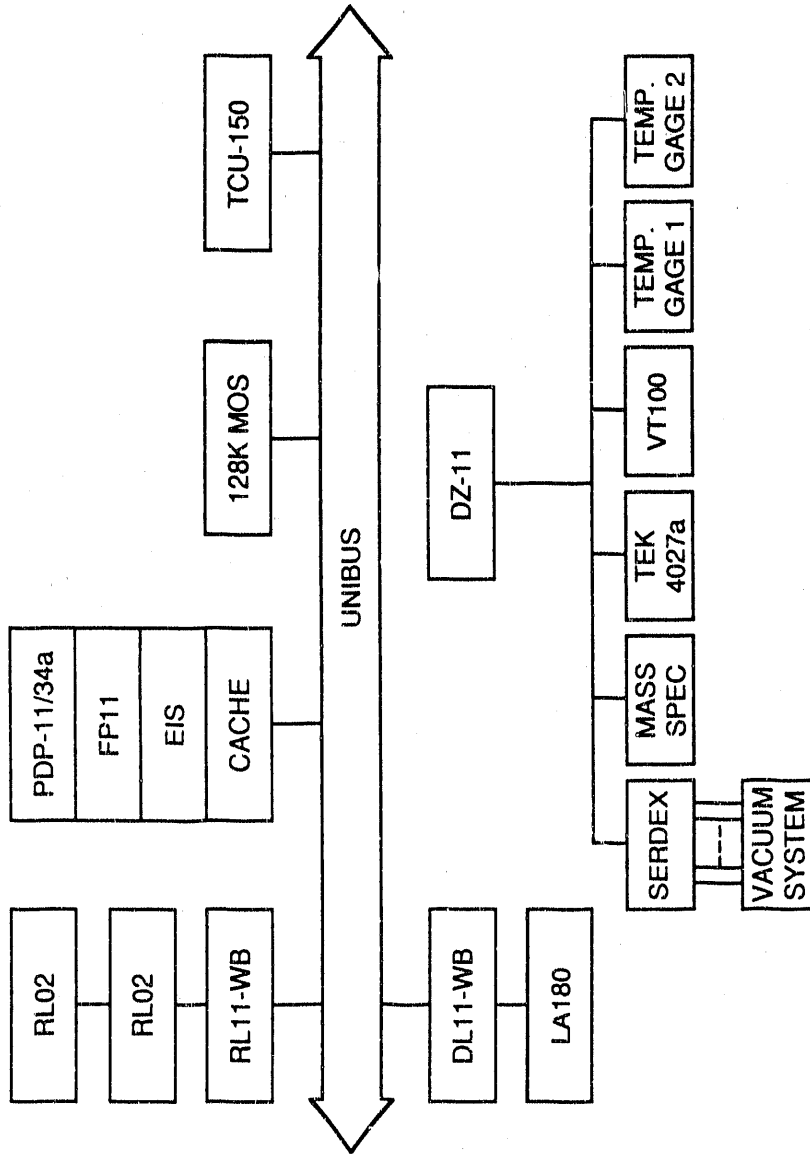 RL02
RL02
RL11-WB
PDP-11/34a
FP11
EIS
CACHE
128K MOS
TCU-150
UNIBUS
DL11-WB
LA180
DZ-11
SERDEX
VACUUM
SYSTEM
MASS
SPEC
TEK
4027a
VT100
TEMP.
GAGE 1
TEMP.
GAGE 2